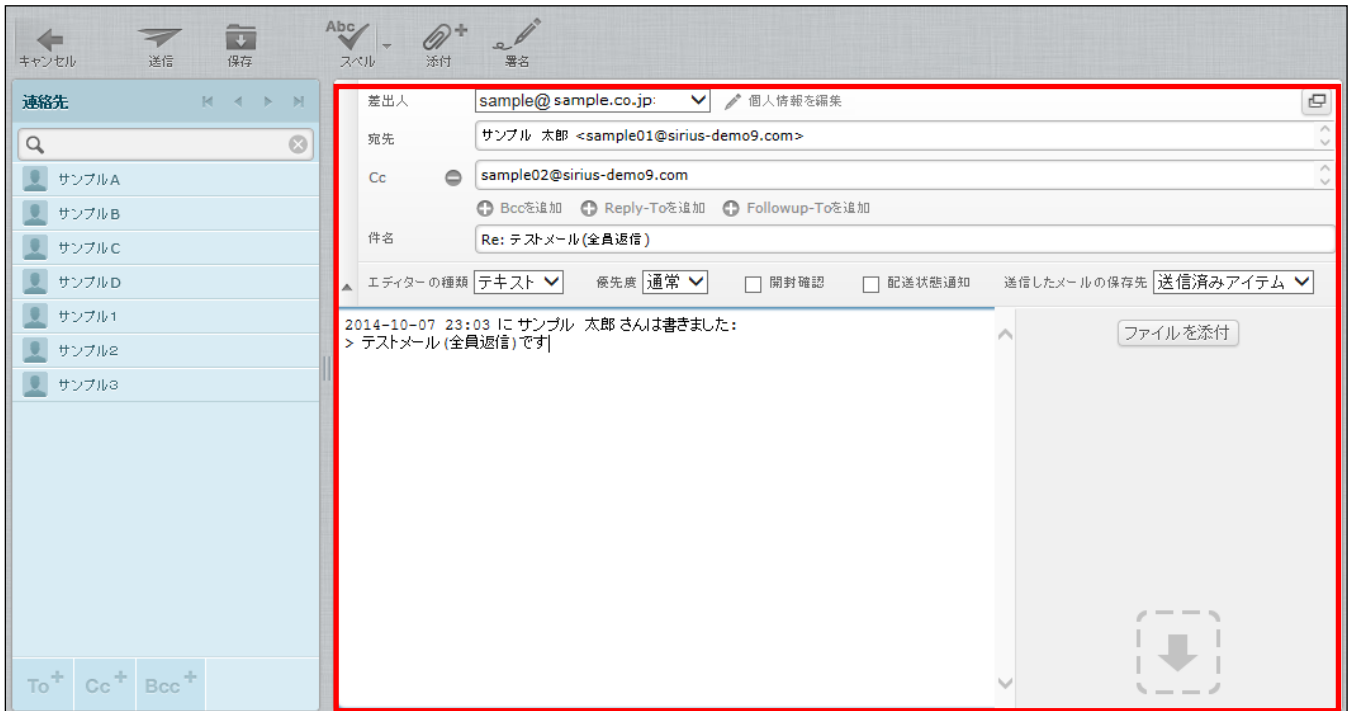 キャンセル 送信 保存 Abc スペル 添付 署名
連絡先
サンプルA
サンプルB
サンプルC
サンプルD
サンプル1
サンプル2
サンプル3
To+ Cc+ Bcc+
差出人 sample@sample.co.jp: 個人情報を編集
宛先 サンプル 太郎 <sample01@sirius-demo9.com>
Cc sample02@sirius-demo9.com
Bccを追加 Reply-Toを追加 Followup-Toを追加
件名 Re: テストメール(全員返信)
エディターの種類 テキスト 優先度 通常 開封確認 配送状態通知 送信したメールの保存先 送信済みアイテム
2014-10-07 23:03 に サンプル 太郎 さんは書きました:
> テストメール(全員返信)です
ファイルを添付